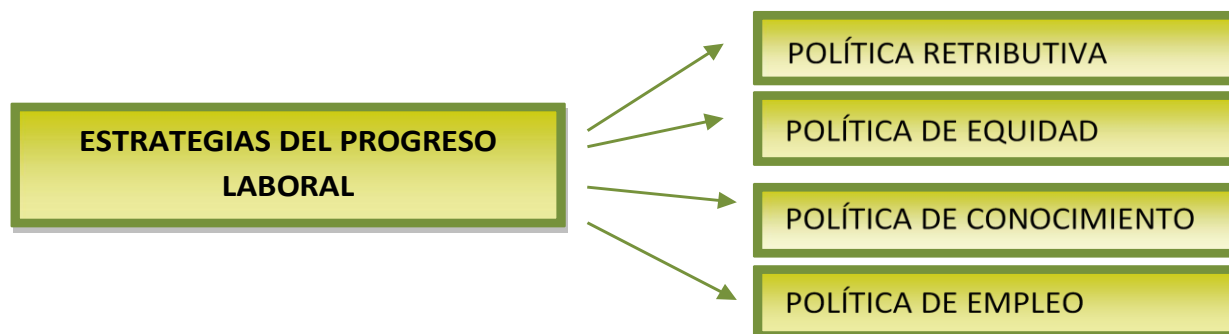 ESTRATEGIAS DEL PROGRESO
LABORAL
POLÍTICA RETRIBUTIVA
POLÍTICA DE EQUIDAD
POLÍTICA DE CONOCIMIENTO
POLÍTICA DE EMPLEO